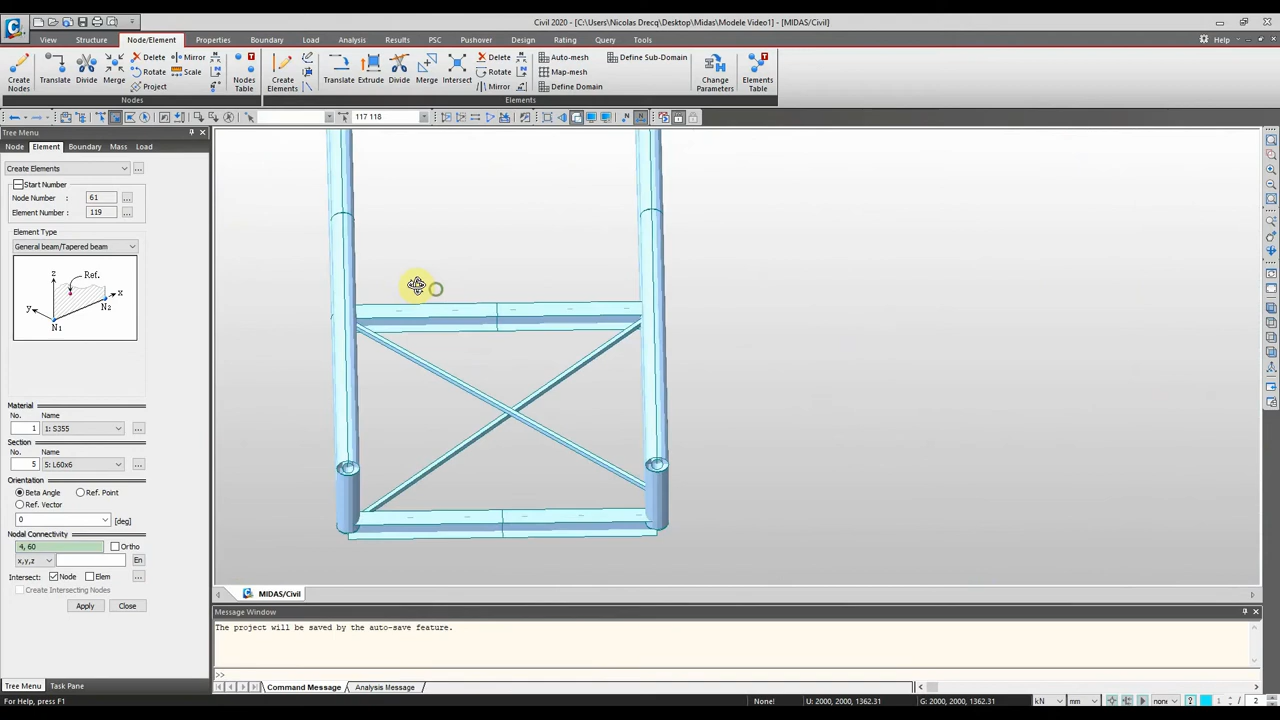 Civil 2020 - [C:\Users\Nicolas Drecq\Desktop\Midas\Modele Video1] - [MIDAS/Civil]
View Structure Node/Element Properties Boundary Load Analysis Results PSC Pushover Design Rating Query Tools Help
Create Nodes Translate Divide Merge Delete Rotate Project Mirror Scale Nodes Table
Create Elements Translate Extrude Divide Merge Intersect Delete Rotate Mirror Auto-mesh Map-mesh Define Domain Define Sub-Domain Change Parameters Elements Table
Nodes Elements
117 118
Tree Menu
Node Element Boundary Mass Load
Create Elements
Start Number
Node Number : 61
Element Number : 119
Element Type
General beam/Tapered beam
z Ref. x
y N1 N2
Material
No. Name
1 1: S355
Section
No. Name
5 5: L60x6
Orientation
Beta Angle Ref. Point
Ref. Vector
0 [deg]
Nodal Connectivity
4, 60 Ortho
x,y,z En
Intersect: Node Elem
Create Intersecting Nodes
Apply Close
MIDAS/Civil
Message Window
The project will be saved by the auto-save feature.
>>
Tree Menu Task Pane Command Message Analysis Message
For Help, press F1 None! U: 2000, 2000, 1362.31 G: 2000, 2000, 1362.31 kN mm none 1 / 2